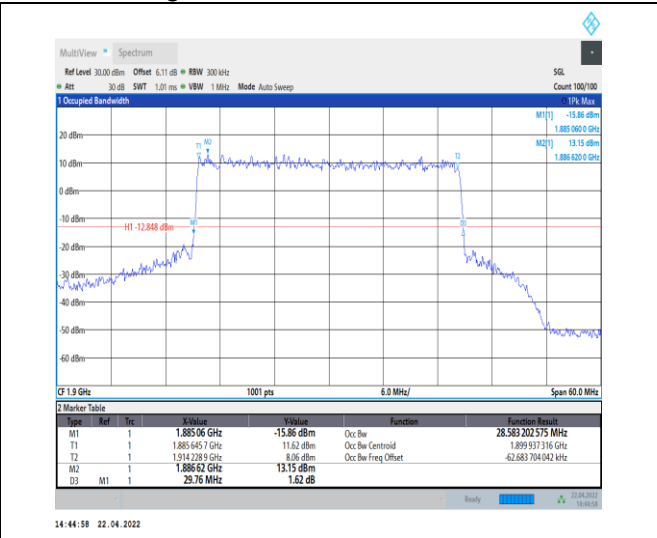 MultiView Spectrum
Ref Level 30.00 dBm Offset 6.11 dB RBW 300 kHz SGL
Att 30 dB SWT 1.01 ms VBW 1 MHz Mode Auto Sweep Count 100/100
1 Occupied Bandwidth 1Pk Max
M1[1] -15.86 dBm
1.885 060 0 GHz
M2[1] 13.15 dBm
1.886 620 0 GHz
20 dBm
T1 M2 T2
10 dBm
0 dBm
-10 dBm
H1 -12.848 dBm M1 D3
-20 dBm
-30 dBm
-40 dBm
-50 dBm
-60 dBm
CF 1.9 GHz 1001 pts 6.0 MHz/ Span 60.0 MHz
2 Marker Table
Type Ref Trc X-Value Y-Value Function Function Result
M1 1 1.885 06 GHz -15.86 dBm Occ Bw 28.583 202 575 MHz
T1 1 1.885 645 7 GHz 11.62 dBm Occ Bw Centroid 1.899 937 316 GHz
T2 1 1.914 228 9 GHz 8.06 dBm Occ Bw Freq Offset -62.683 704 042 kHz
M2 1 1.886 62 GHz 13.15 dBm
D3 M1 1 29.76 MHz 1.62 dB
Ready 22.04.2022
14:44:58
14:44:58 22.04.2022